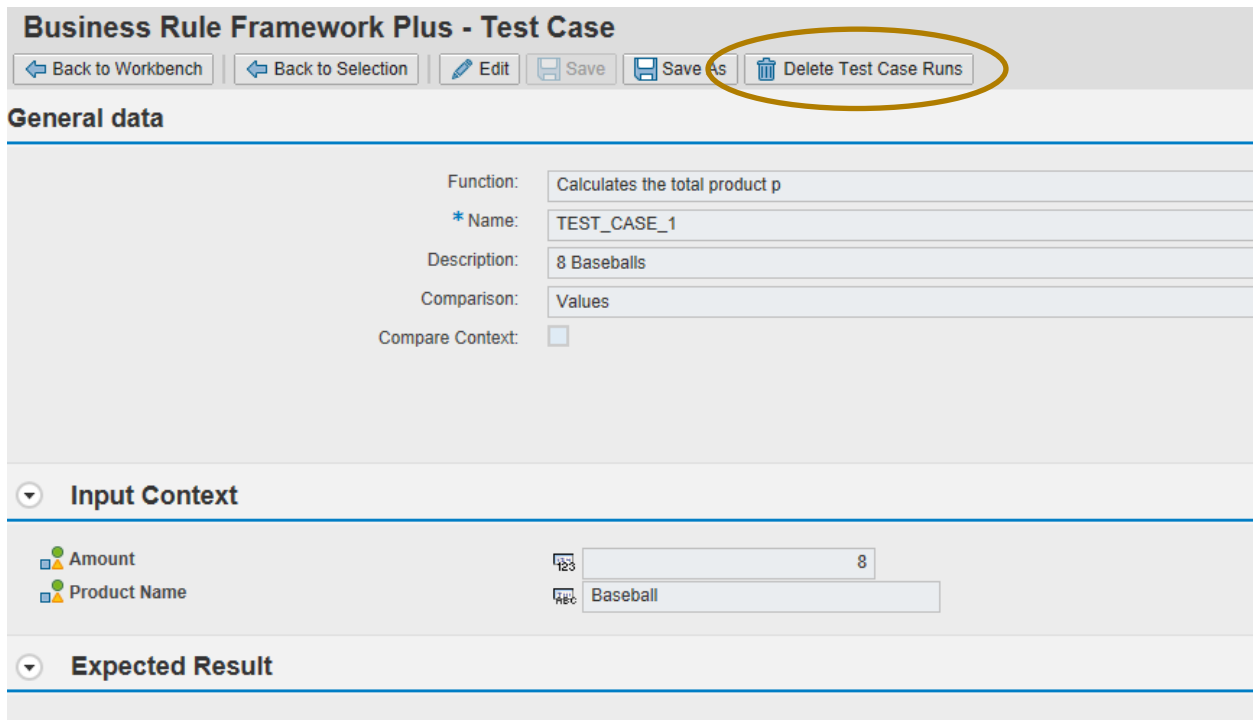 Business Rule Framework Plus - Test Case
Back to Workbench Back to Selection Edit Save Save As Delete Test Case Runs
General data
Function: Calculates the total product p
* Name: TEST_CASE_1
Description: 8 Baseballs
Comparison: Values
Compare Context:
Input Context
Amount 123 8
Product Name ABC Baseball
Expected Result